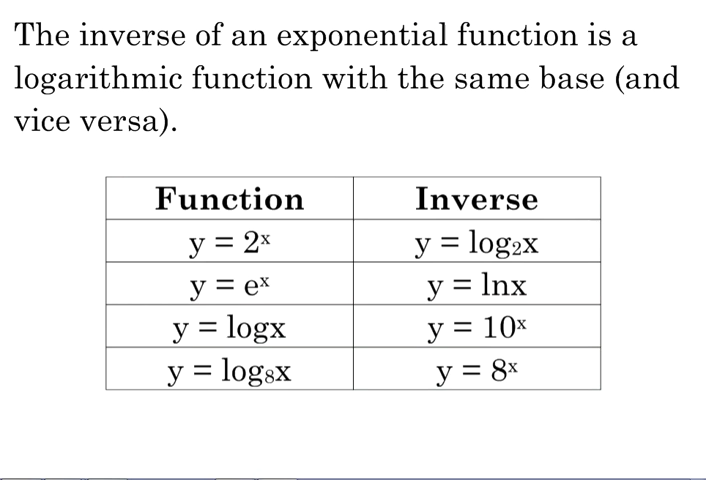 The inverse of an exponential function is a
logarithmic function with the same base (and
vice versa).
Function Inverse
y = 2ˣ y = log₂x
y = eˣ y = lnx
y = logx y = 10ˣ
y = log₈x y = 8ˣ